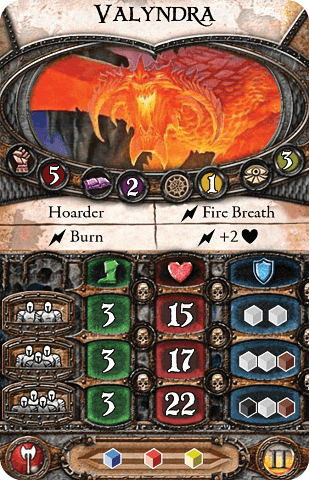 VALYNDRA
5 2 1 3
Hoarder Fire Breath
Burn +2
3 15
3 17
3 22
II